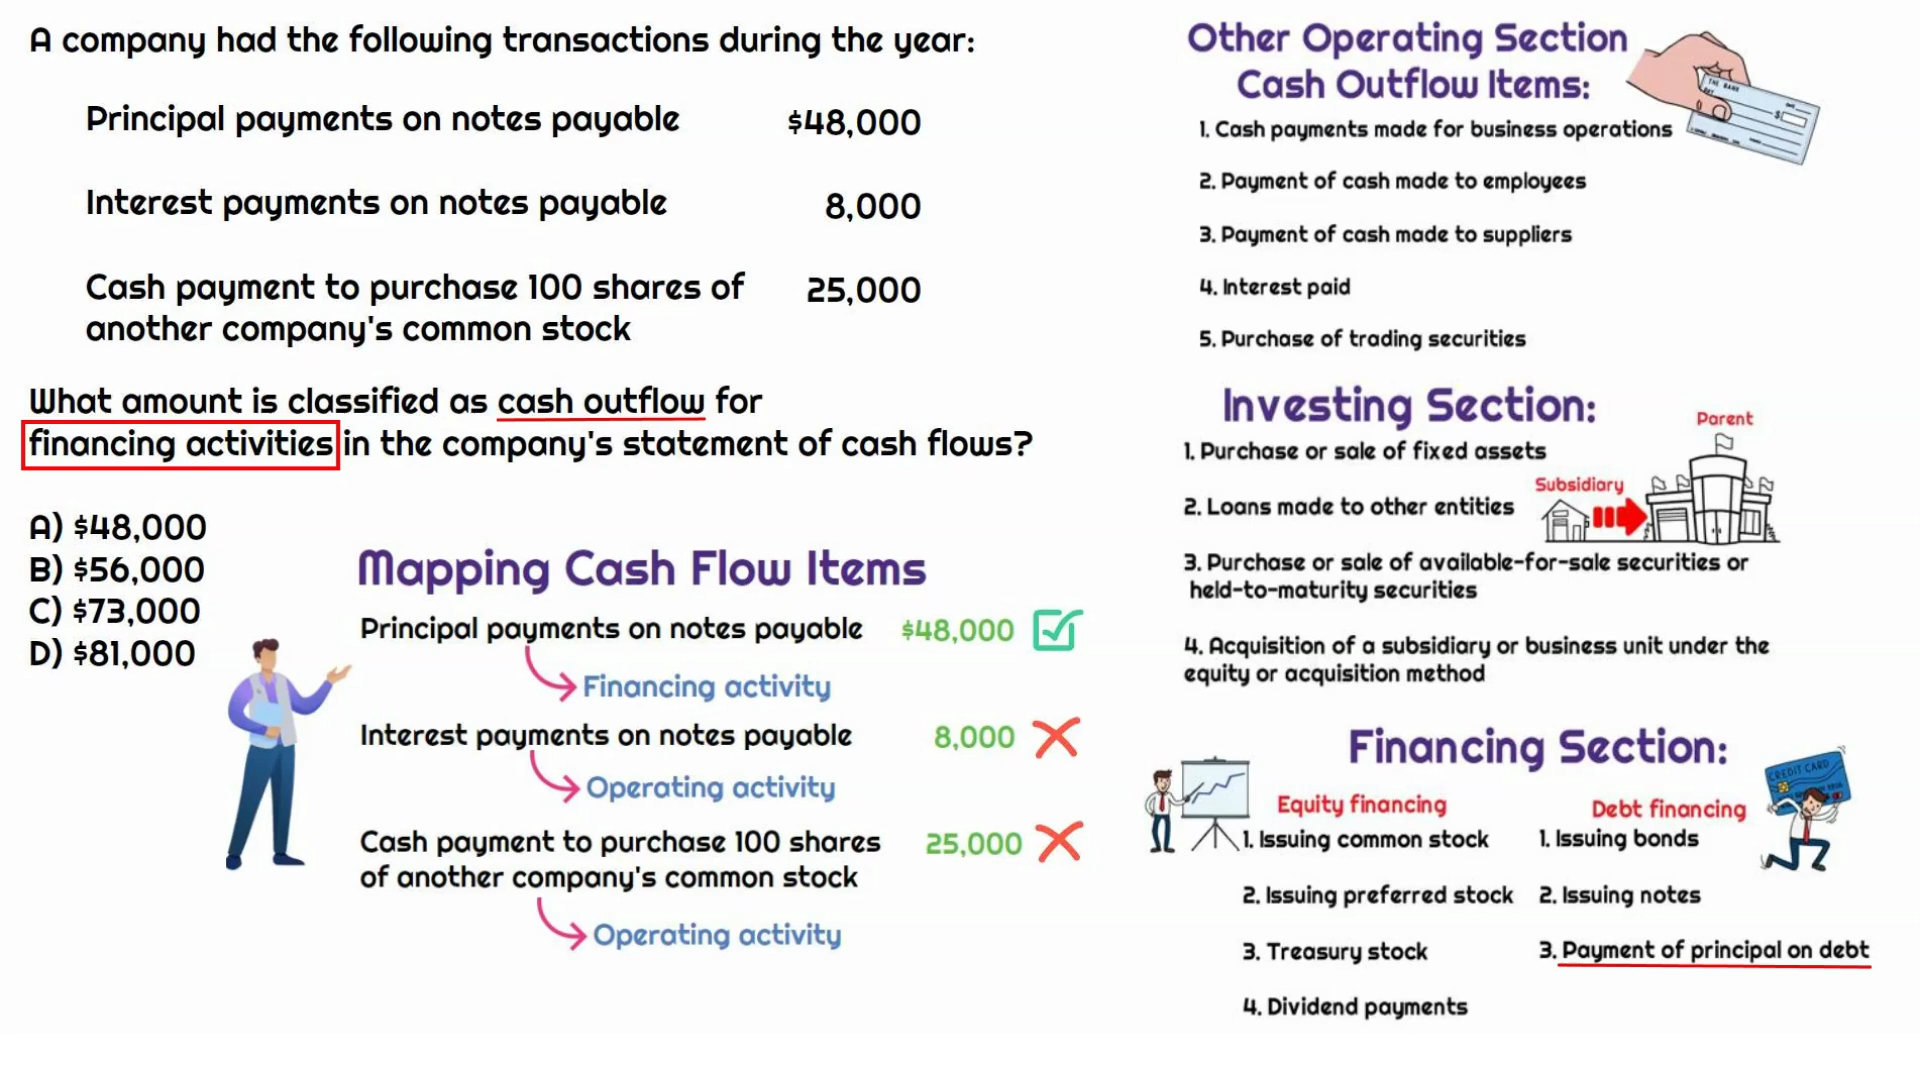 A company had the following transactions during the year:
Principal payments on notes payable $48,000
Interest payments on notes payable 8,000
Cash payment to purchase 100 shares of 25,000
another company's common stock
What amount is classified as cash outflow for
financing activities in the company's statement of cash flows?
A) $48,000
B) $56,000
C) $73,000
D) $81,000
Mapping Cash Flow Items
Principal payments on notes payable $48,000
Financing activity
Interest payments on notes payable 8,000
Operating activity
Cash payment to purchase 100 shares 25,000
of another company's common stock
Operating activity
Other Operating Section
Cash Outflow Items:
THE BANK
1. Cash payments made for business operations
2. Payment of cash made to employees
3. Payment of cash made to suppliers
4. Interest paid
5. Purchase of trading securities
Investing Section:
Parent
1. Purchase or sale of fixed assets
Subsidiary
2. Loans made to other entities
3. Purchase or sale of available-for-sale securities or
held-to-maturity securities
4. Acquisition of a subsidiary or business unit under the
equity or acquisition method
Financing Section:
CREDIT CARD
Equity financing
1. Issuing common stock
2. Issuing preferred stock
3. Treasury stock
4. Dividend payments
Debt financing
1. Issuing bonds
2. Issuing notes
3. Payment of principal on debt